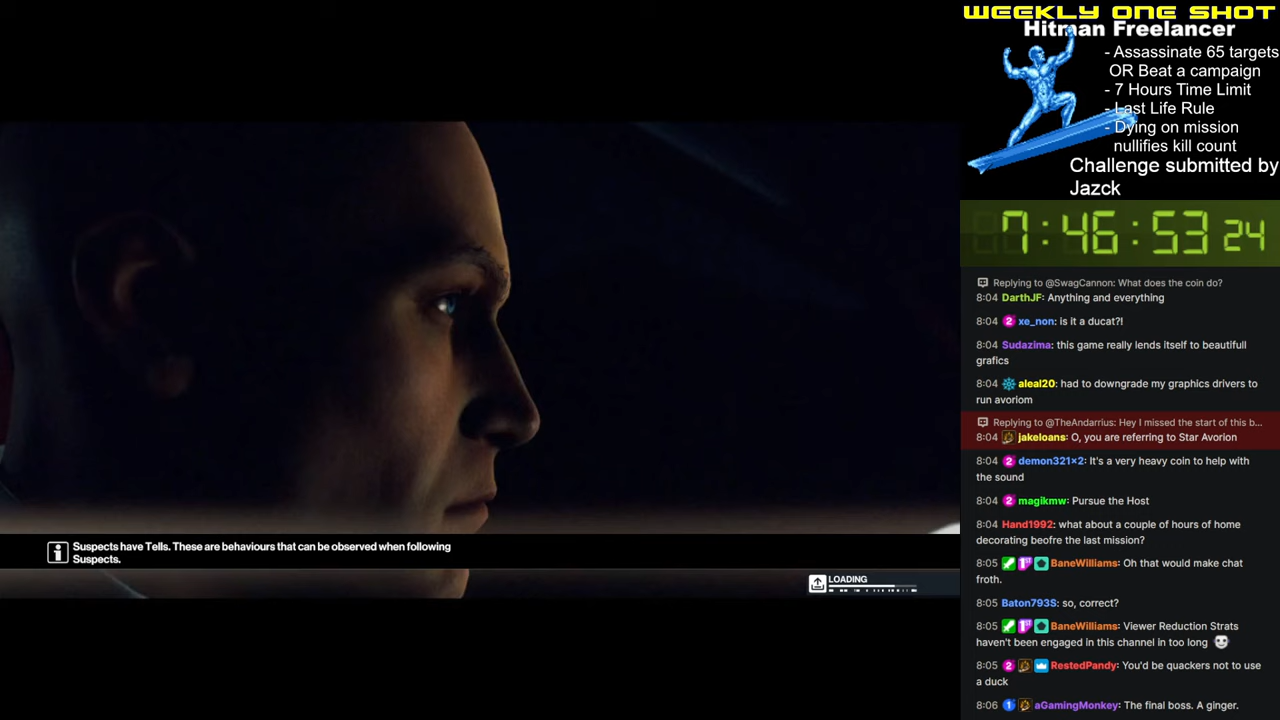 WEEKLY ONE SHOT
Hitman Freelancer
- Assassinate 65 targets
OR Beat a campaign
- 7 Hours Time Limit
- Last Life Rule
- Dying on mission
nullifies kill count
Challenge submitted by
Jazck
7:46:53 24
Replying to @SwagCannon: What does the coin do?
8:04 DarthJF: Anything and everything
8:04 2 xe_non: is it a ducat?!
8:04 Sudazima: this game really lends itself to beautifull
grafics
8:04 aleal20: had to downgrade my graphics drivers to
run avoriom
Replying to @TheAndarrius: Hey I missed the start of this b...
8:04 jakeloans: O, you are referring to Star Avorion
8:04 2 demon321×2: It's a very heavy coin to help with
the sound
8:04 2 magikmw: Pursue the Host
8:04 Hand1992: what about a couple of hours of home
decorating beofre the last mission?
8:05 BaneWilliams: Oh that would make chat
froth.
8:05 Baton793S: so, correct?
8:05 BaneWilliams: Viewer Reduction Strats
haven't been engaged in this channel in too long
8:05 2 RestedPandy: You'd be quackers not to use
a duck
8:06 1 aGamingMonkey: The final boss. A ginger.
Suspects have Tells. These are behaviours that can be observed when following
Suspects.
LOADING